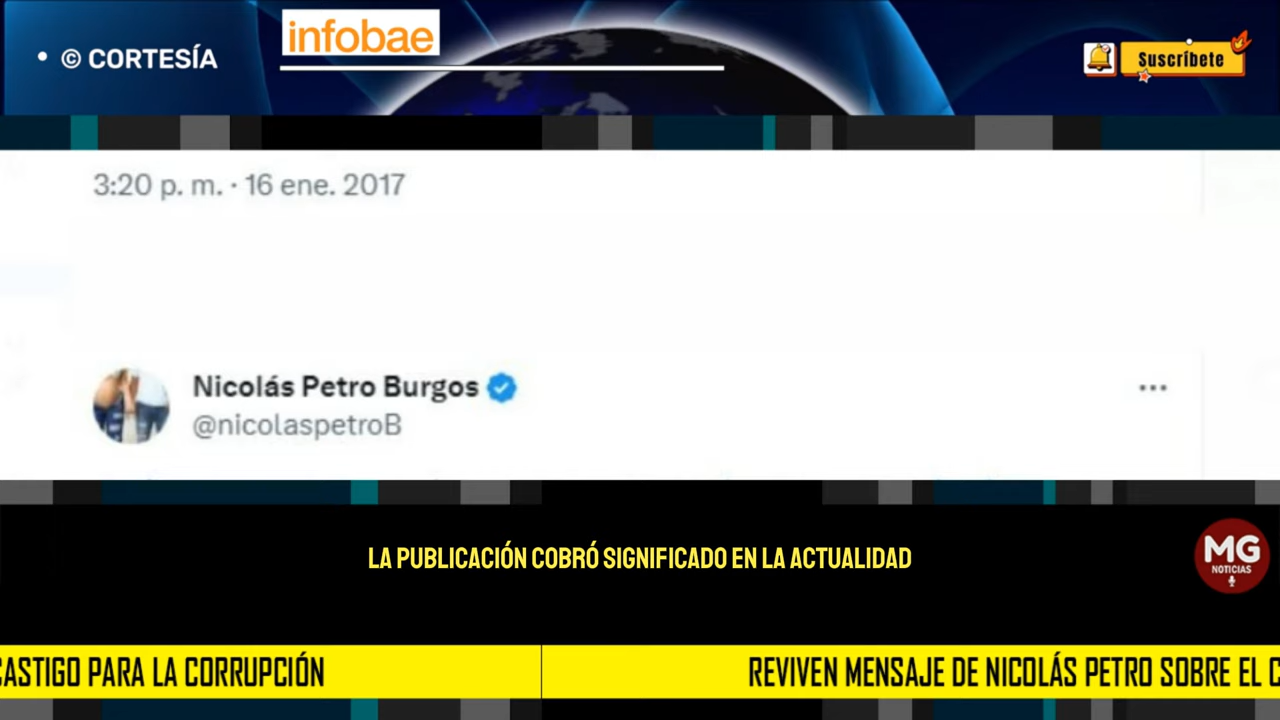 • © CORTESÍA
infobae
Suscríbete
3:20 p. m. · 16 ene. 2017
Nicolás Petro Burgos
@nicolaspetroB
LA PUBLICACIÓN COBRÓ SIGNIFICADO EN LA ACTUALIDAD
MG
NOTICIAS
CASTIGO PARA LA CORRUPCIÓN
REVIVEN MENSAJE DE NICOLÁS PETRO SOBRE EL C